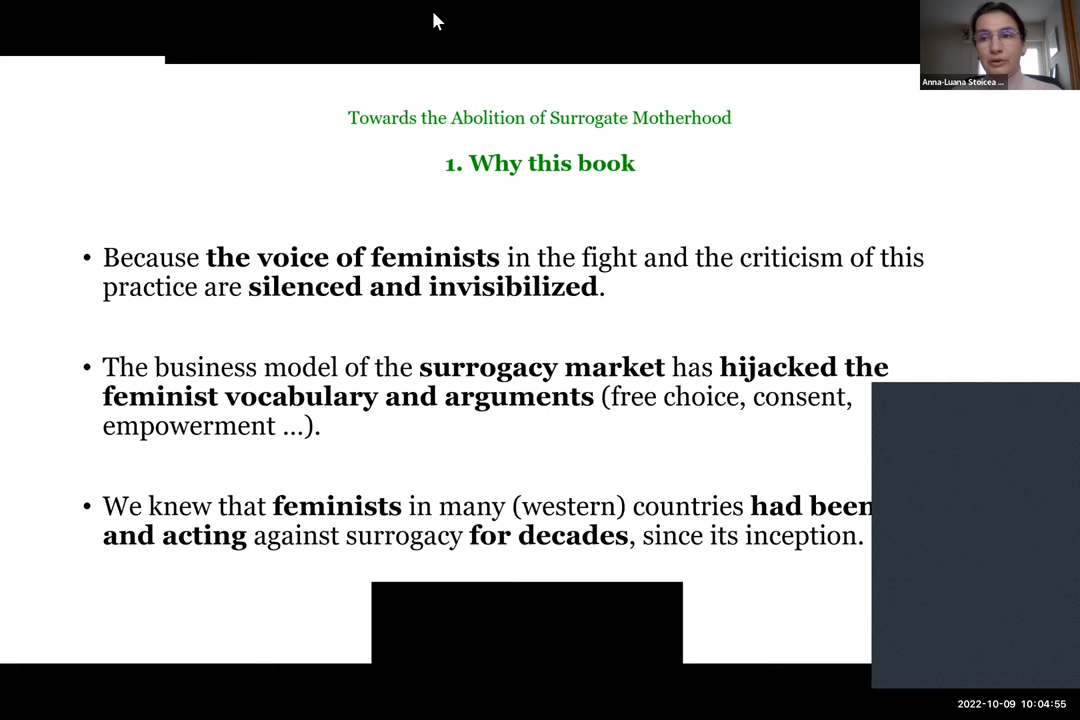 Anna-Luana Stoicea ...
Towards the Abolition of Surrogate Motherhood
1. Why this book
• Because the voice of feminists in the fight and the criticism of this
practice are silenced and invisibilized.
• The business model of the surrogacy market has hijacked the
feminist vocabulary and arguments (free choice, consent,
empowerment ...).
• We knew that feminists in many (western) countries had been
and acting against surrogacy for decades, since its inception.
2022-10-09 10:04:55